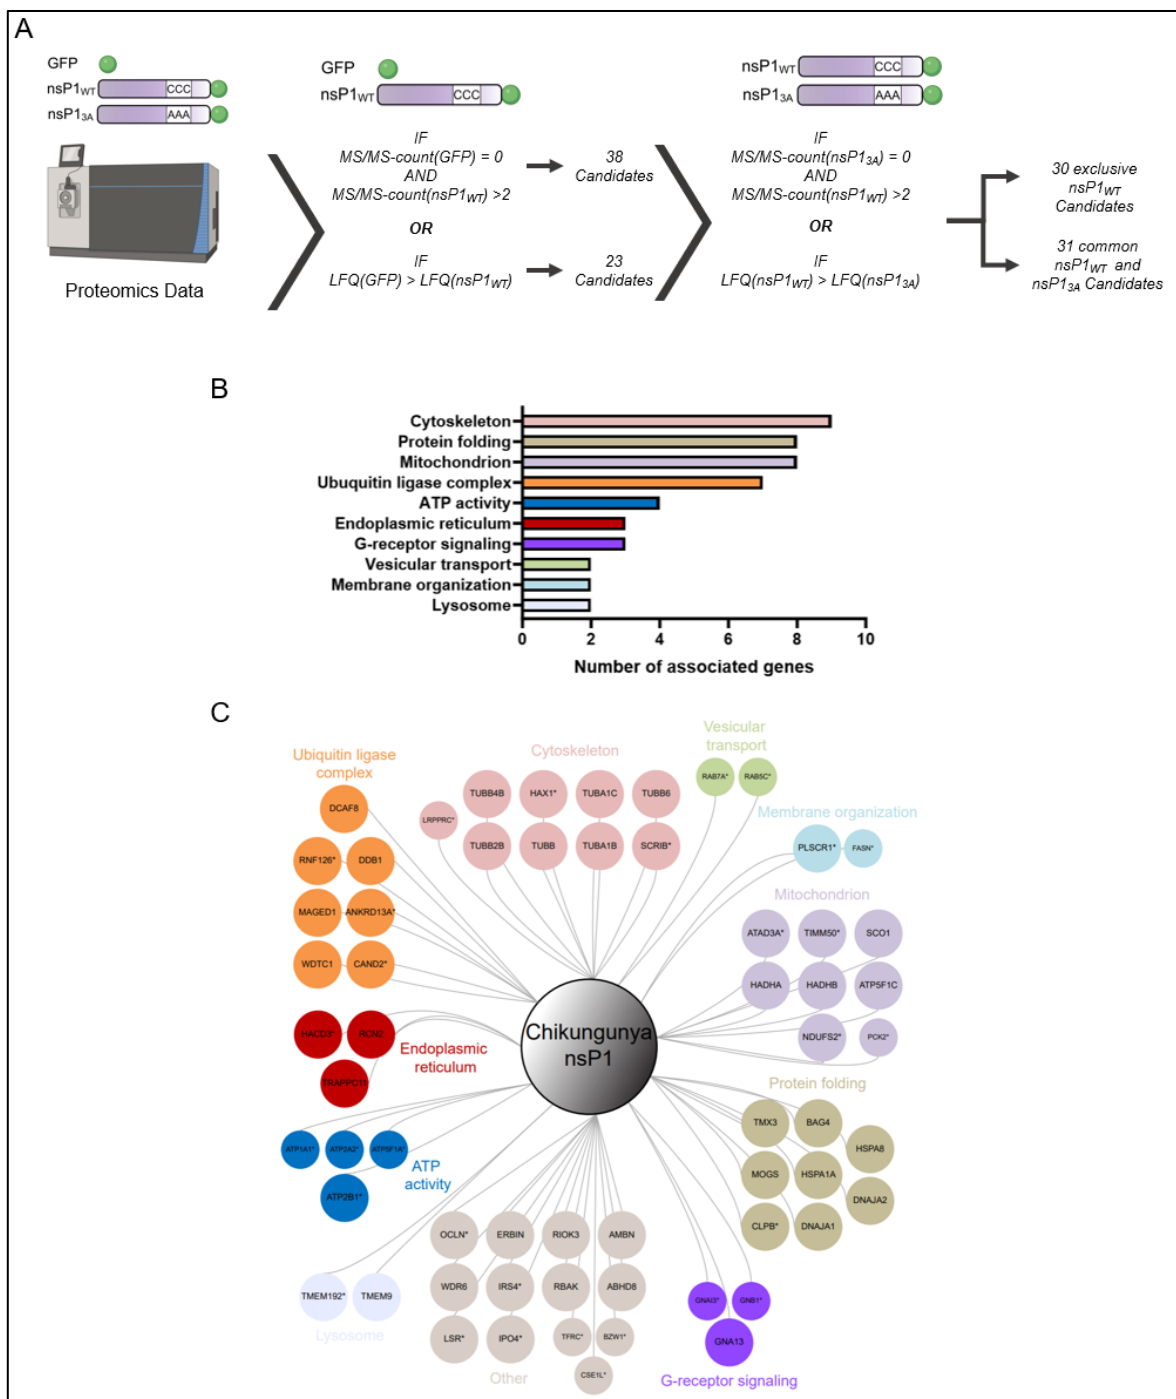 A
GFP
nsP1WT CCC
nsP13A AAA
Proteomics Data
GFP
nsP1WT CCC
IF
MS/MS-count(GFP) = 0
AND
MS/MS-count(nsP1WT) >2
OR
IF
LFQ(GFP) > LFQ(nsP1WT)
38
Candidates
23
Candidates
nsP1WT CCC
nsP13A AAA
IF
MS/MS-count(nsP13A) = 0
AND
MS/MS-count(nsP1WT) >2
OR
IF
LFQ(nsP1WT) > LFQ(nsP13A)
30 exclusive
nsP1WT
Candidates
31 common
nsP1WT and
nsP13A Candidates
B
Cytoskeleton
Protein folding
Mitochondrion
Ubuquitin ligase complex
ATP activity
Endoplasmic reticulum
G-receptor signaling
Vesicular transport
Membrane organization
Lysosome
0 2 4 6 8 10
Number of associated genes
C
Ubiquitin ligase
complex
DCAF8
RNF126* DDB1
MAGED1 ANKRD13A*
WDTC1 CAND2*
Cytoskeleton
LRPPRC*
TUBB4B HAX1* TUBA1C TUBB6
TUBB2B TUBB TUBA1B SCRIB*
Vesicular
transport
RAB7A* RAB5C*
Membrane organization
PLSCR1* FASN*
Mitochondrion
ATAD3A* TIMM50* SCO1
HADHA HADHB ATP5F1C
NDUFS2* PCK2*
Chikungunya
nsP1
HACD3* RCN2
TRAPPC11
Endoplasmic
reticulum
Protein folding
TMX3 BAG4
HSPA8
MOGS HSPA1A
DNAJA2
CLPB* DNAJA1
ATP1A1* ATP2A2* ATP5F1A*
ATP2B1*
ATP
activity
TMEM192* TMEM9
Lysosome
OCLN* ERBIN RIOK3 AMBN
WDR6 IRS4* RBAK ABHD8
LSR* IPO4* TFRC* BZW1*
CSE1L*
Other
GNAI3* GNB1*
GNA13
G-receptor signaling